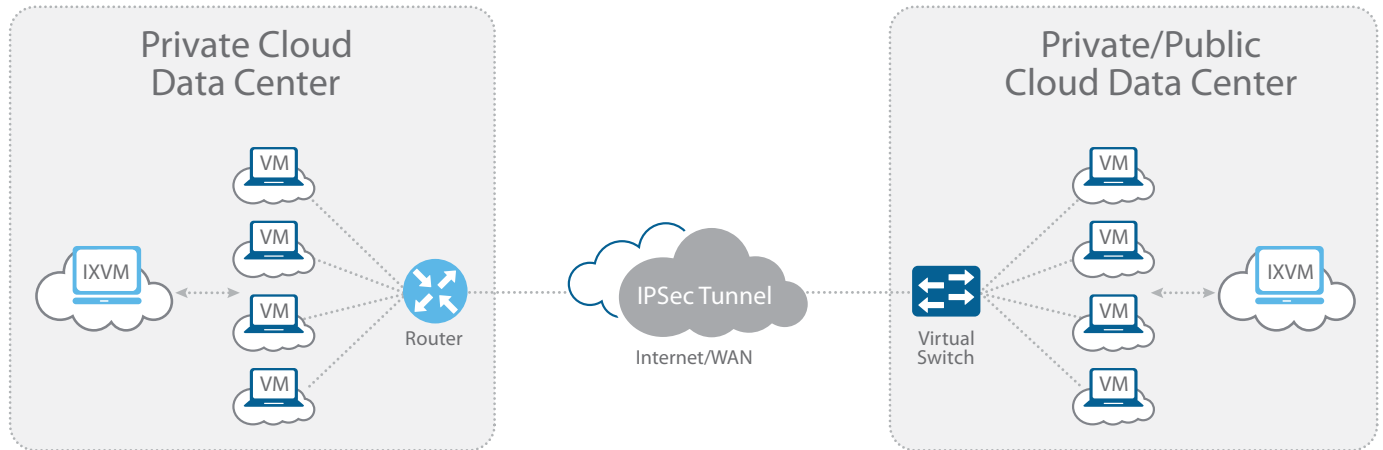 Private Cloud
Data Center
VM
VM
VM
VM
IXVM
Router
IPSec Tunnel
Internet/WAN
Private/Public
Cloud Data Center
Virtual
Switch
VM
VM
VM
VM
IXVM